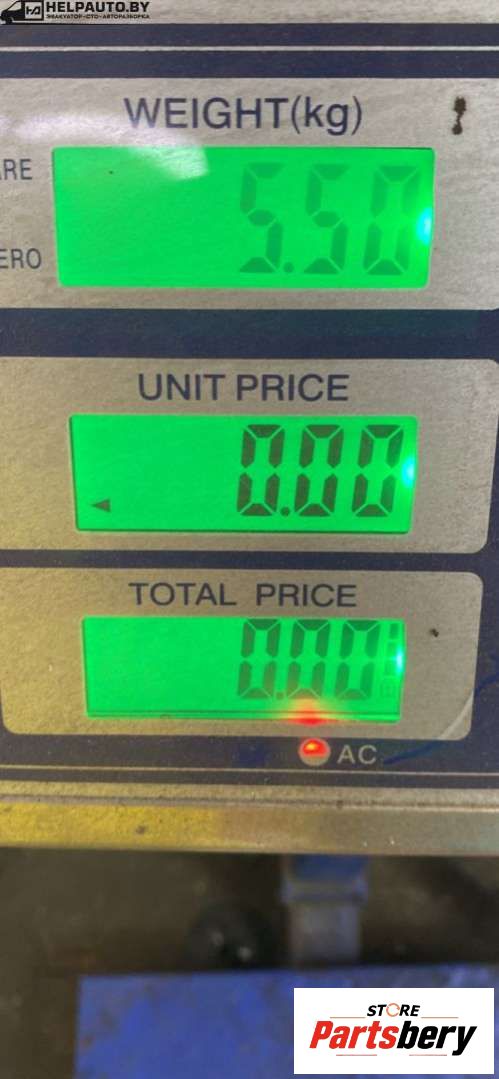 HELPAUTO.BY
ЭВАКУАТОР-СТО-АВТОРАЗБОРКА
WEIGHT(kg)
ARE
5.50
ERO
UNIT PRICE
0.00
TOTAL PRICE
0.00
AC
STORE
Partsbery